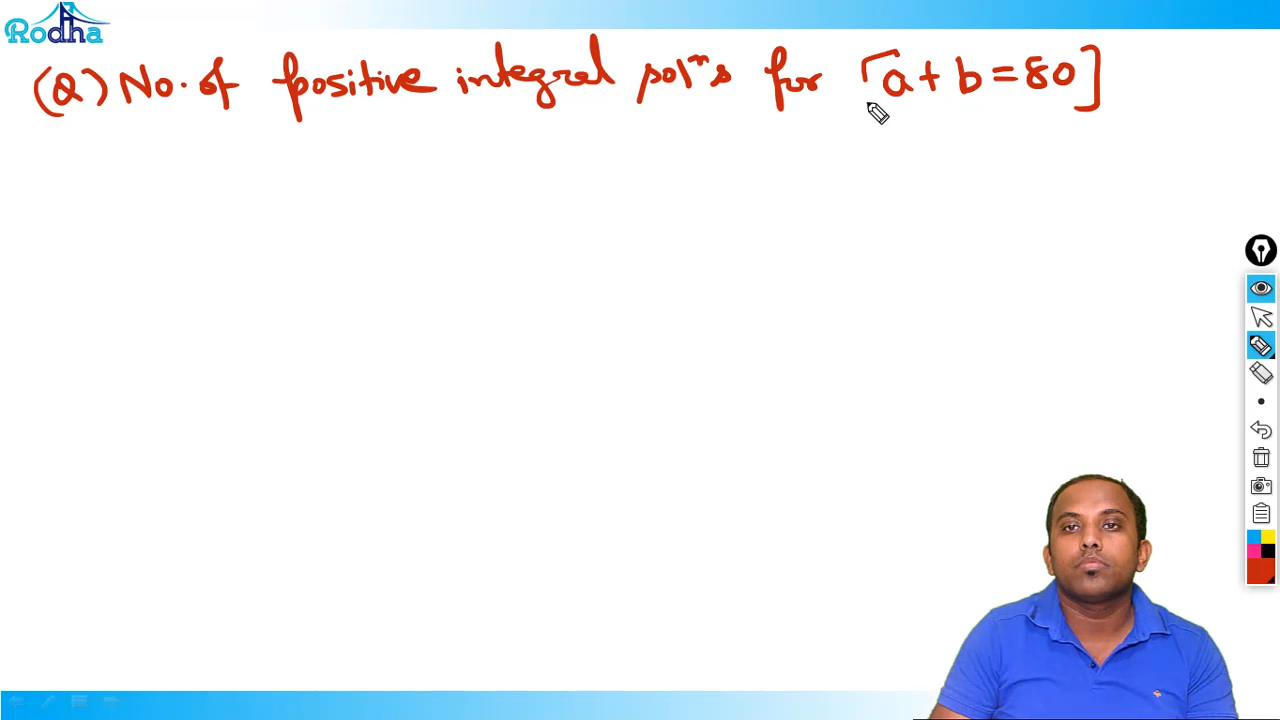 Rodha
(Q) No. of positive integral solⁿs for [a + b = 80]